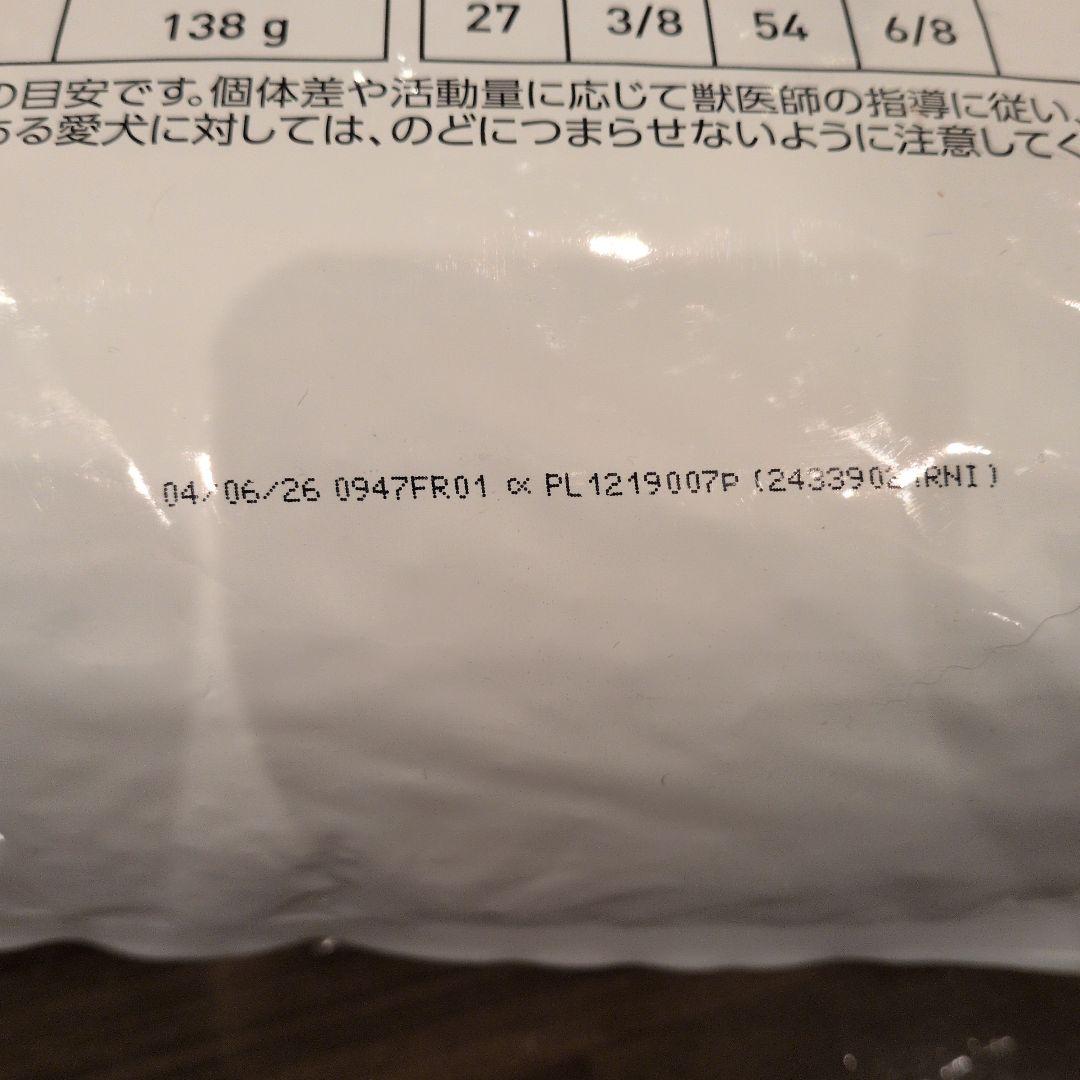 138 g 27 3/8 54 6/8
の目安です。個体差や活動量に応じて獣医師の指導に従い、
ある愛犬に対しては、のどにつまらせないように注意してく
04/06/26 0947FR01 ∝ PL1219007P